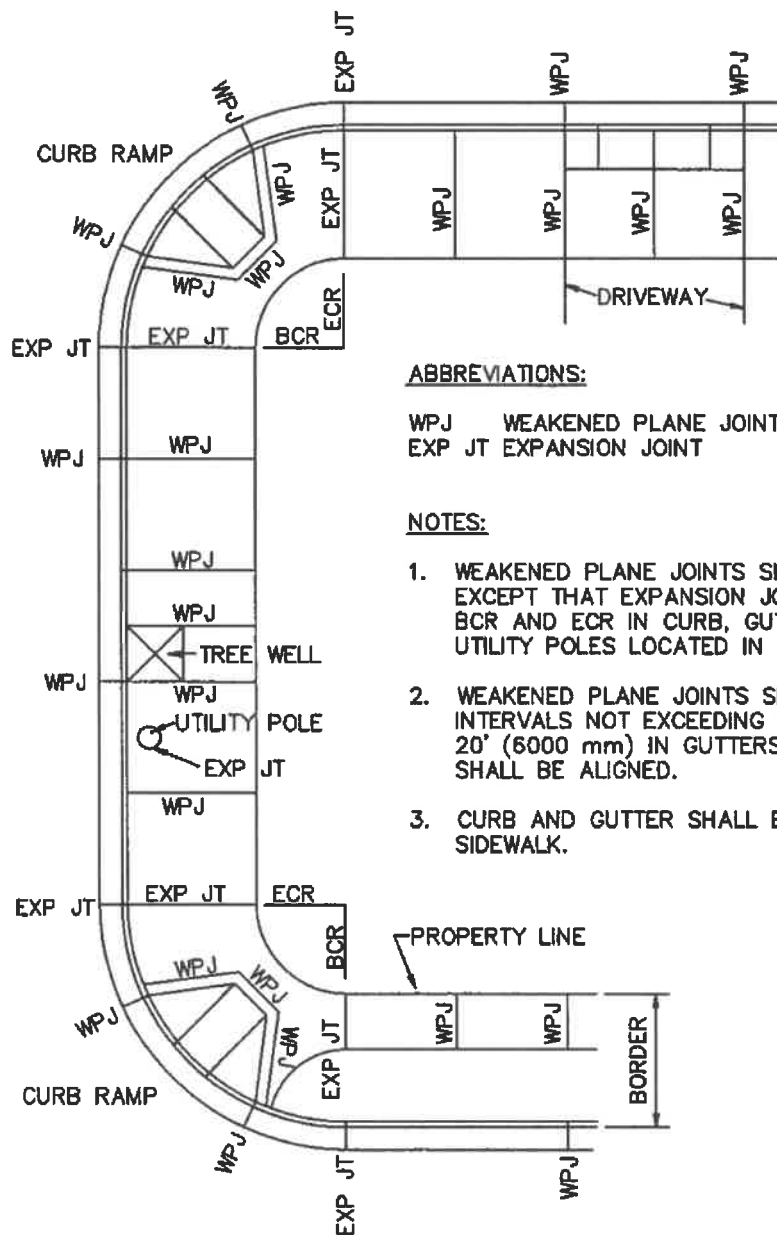 EXP JT
WPJ
WPJ
WPJ
CURB RAMP
WPJ
EXP JT
WPJ
WPJ
WPJ
WPJ
WPJ
WPJ
WPJ
DRIVEWAY
ECR
EXP JT
EXP JT
BCR
ABBREVIATIONS:
WPJ WEAKENED PLANE JOINT
EXP JT EXPANSION JOINT
WPJ
WPJ
NOTES:
1. WEAKENED PLANE JOINTS
EXCEPT THAT EXPANSION
BCR AND ECR IN CURB,
UTILITY POLES LOCATED IN
WPJ
WPJ
TREE WELL
WPJ
WPJ
2. WEAKENED PLANE JOINTS
INTERVALS NOT EXCEEDING
20' (6000 mm) IN GUTTERS
SHALL BE ALIGNED.
UTILITY POLE
EXP JT
WPJ
3. CURB AND GUTTER SHALL
SIDEWALK.
EXP JT
EXP JT
ECR
BCR
PROPERTY LINE
WPJ
WPJ
WPJ
WPJ
EXP JT
WPJ
WPJ
BORDER
CURB RAMP
WPJ
EXP JT
WPJ